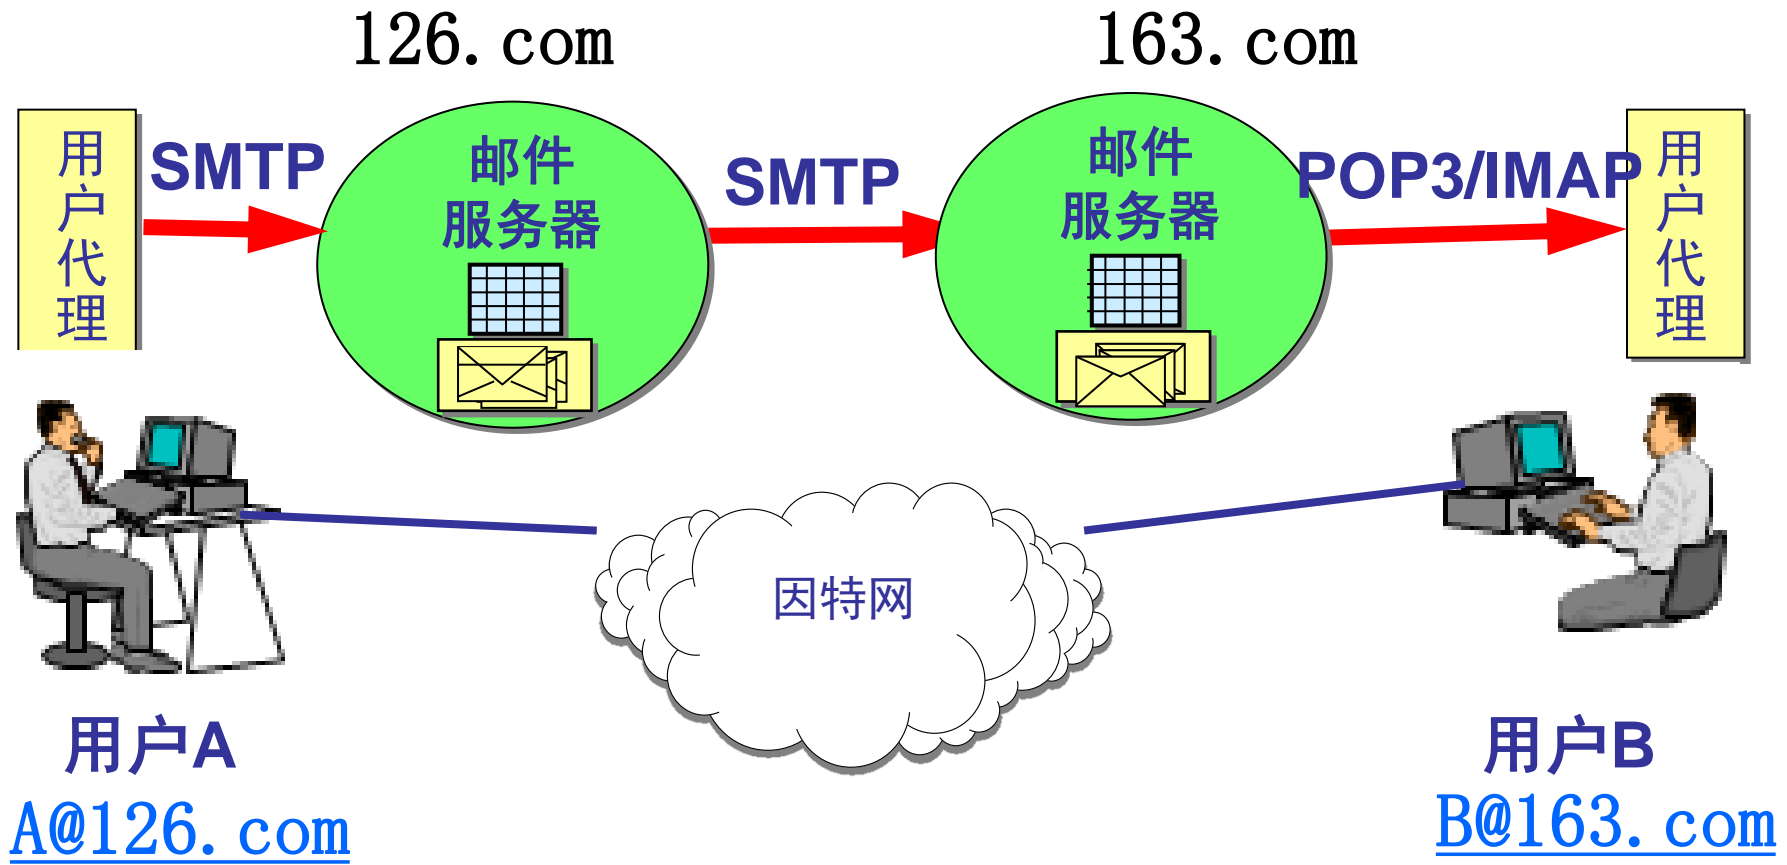 126.com
163.com
用户代理
SMTP
邮件
服务器
SMTP
邮件
服务器
POP3/IMAP
用户代理
因特网
用户A
A@126.com
用户B
B@163.com